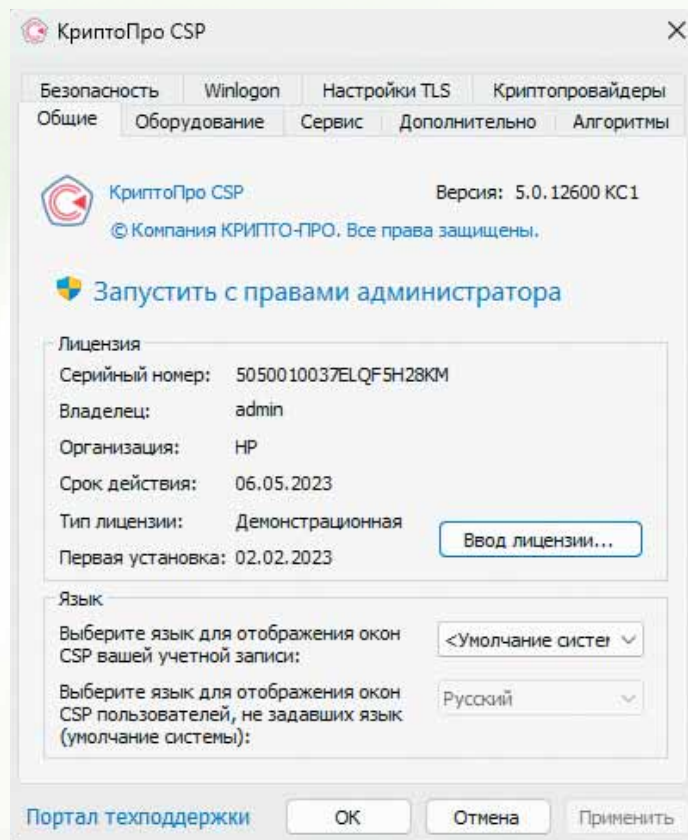 КриптоПро CSP
Безопасность Winlogon Настройки TLS Криптопровайдеры
Общие Оборудование Сервис Дополнительно Алгоритмы
КриптоПро CSP Версия: 5.0.12600 КС1
© Компания КРИПТО-ПРО. Все права защищены.
Запустить с правами администратора
Лицензия
Серийный номер: 5050010037ELQF5H28KM
Владелец: admin
Организация: HP
Срок действия: 06.05.2023
Тип лицензии: Демонстрационная
Ввод лицензии...
Первая установка: 02.02.2023
Язык
Выберите язык для отображения окон
CSP вашей учетной записи:
<Умолчание систем
Выберите язык для отображения окон
CSP пользователей, не задавших язык
(умолчание системы):
Русский
Портал техподдержки ОК Отмена Применить